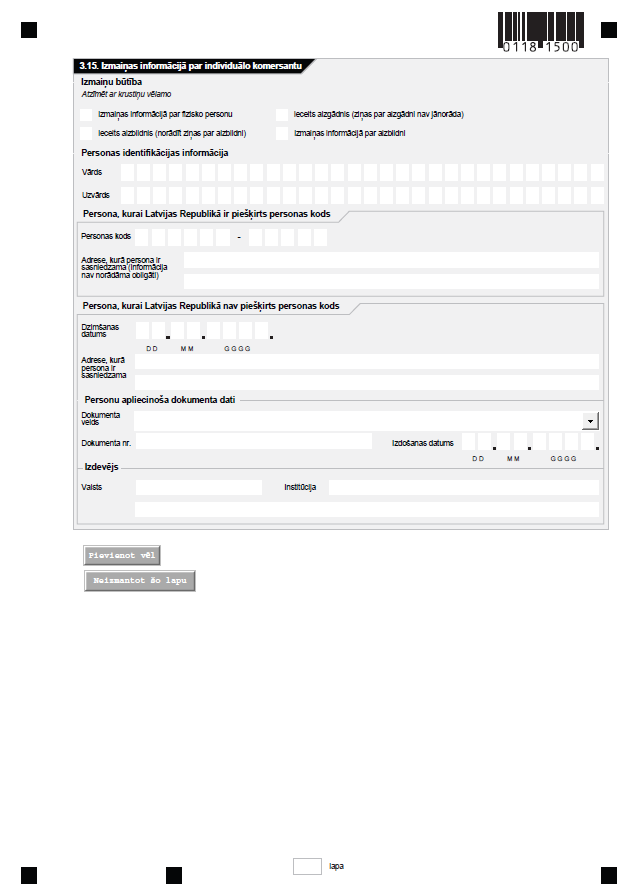 0118 1500
3.15. Izmaiņas informācijā par individuālo komersantu
Izmaiņu būtība
Atzīmēt ar krustiņu vēlamo
Izmaiņas informācijā par fizisko personu
Iecelts aizgādnis (ziņas par aizgādni nav jānorāda)
Iecelts aizbildnis (norādīt ziņas par aizbildni)
Izmaiņas informācijā par aizbildni
Personas identifikācijas informācija
Vārds
Uzvārds
Persona, kurai Latvijas Republikā ir piešķirts personas kods
Personas kods -
Adrese, kurā persona ir
sasniedzama (informācija
nav norādāma obligāti)
Persona, kurai Latvijas Republikā nav piešķirts personas kods
Dzimšanas
datums
DD MM GGGG
Adrese, kurā
persona ir
sasniedzama
Personu apliecinoša dokumenta dati
Dokumenta
veids
Dokumenta nr. Izdošanas datums
DD MM GGGG
Izdevējs
Valsts Institūcija
Pievienot vēl
Neizmantot šo lapu
lapa